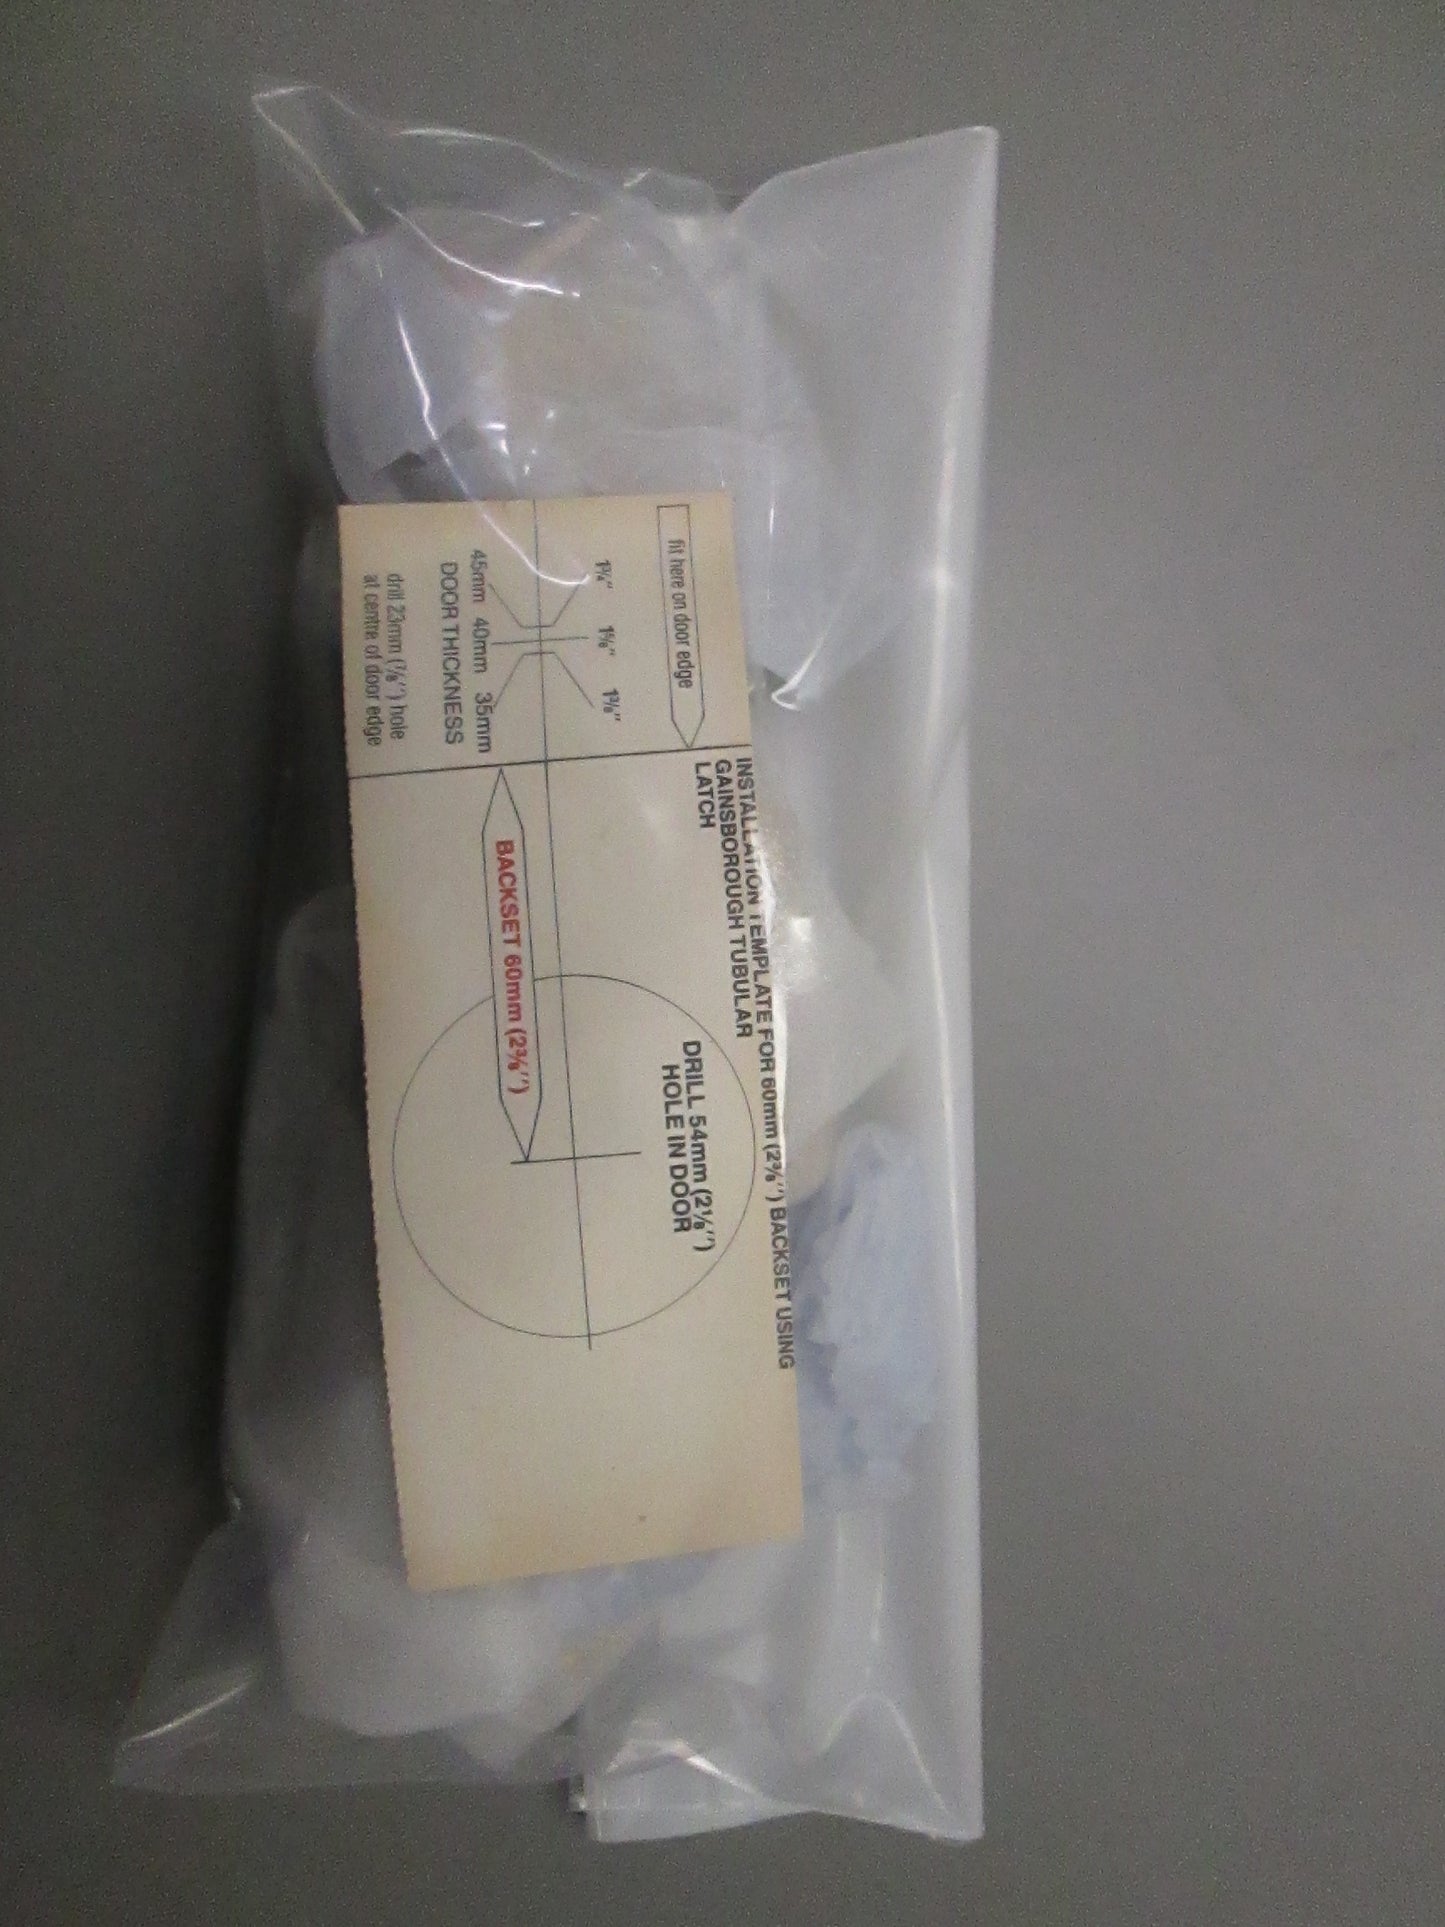 INSTALLATION TEMPLATE FOR 60mm (2⅜") BACKSET USING
GAINSBOROUGH TUBULAR
LATCH
fit here on door edge
DRILL 54mm (2⅛")
HOLE IN DOOR
1¾" 1⅝" 1⅜"
BACKSET 60mm (2⅜")
45mm 40mm 35mm
DOOR THICKNESS
drill 23mm (⅞") hole
at centre of door edge